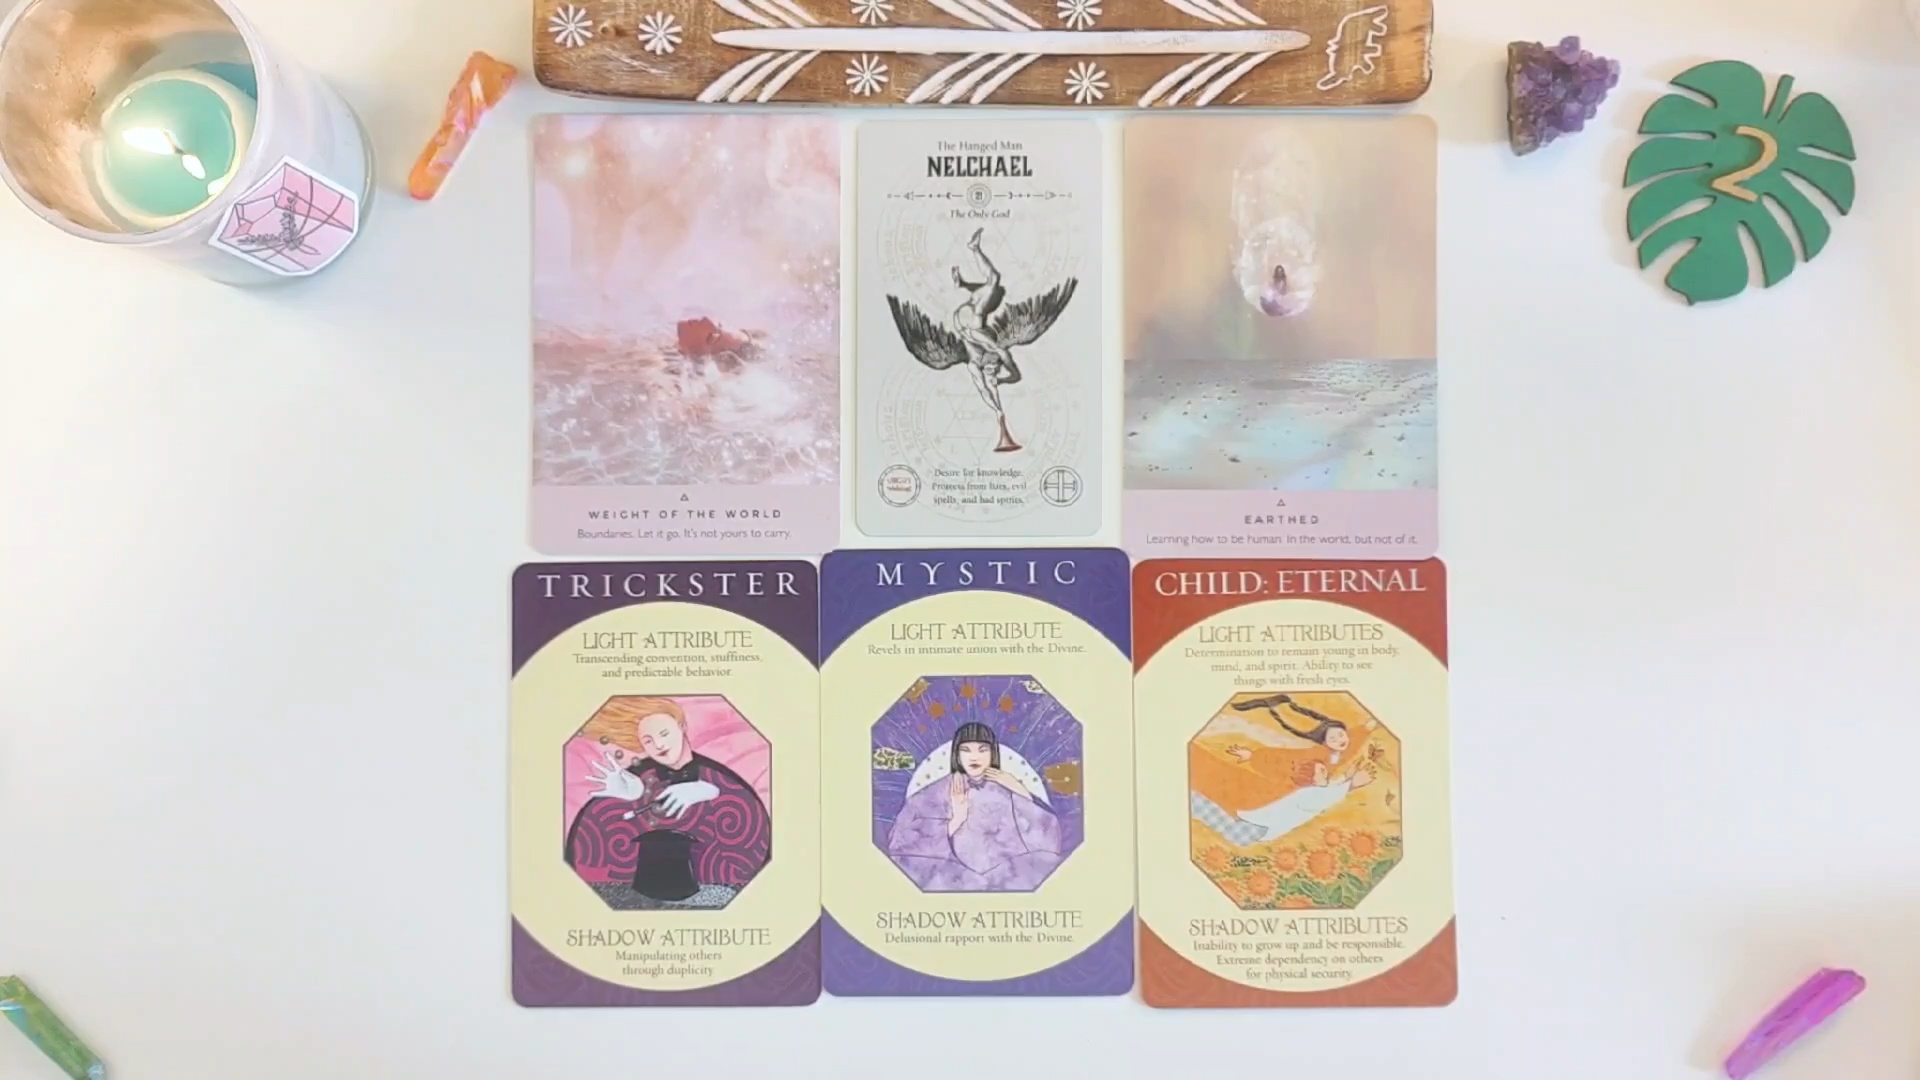 2
The Hanged Man
NELCHAEL
21
The Only God
Desire for knowledge.
Protects from liars, evil
spells, and bad spirits.
WEIGHT OF THE WORLD
Boundaries. Let it go. It's not yours to carry.
EARTHED
Learning how to be human. In the world, but not of it.
TRICKSTER
LIGHT ATTRIBUTE
Transcending convention, stuffiness,
and predictable behavior.
SHADOW ATTRIBUTE
Manipulating others
through duplicity.
MYSTIC
LIGHT ATTRIBUTE
Revels in intimate union with the Divine.
SHADOW ATTRIBUTE
Delusional rapport with the Divine.
CHILD: ETERNAL
LIGHT ATTRIBUTES
Determination to remain young in body,
mind, and spirit. Ability to see
things with fresh eyes.
SHADOW ATTRIBUTES
Inability to grow up and be responsible.
Extreme dependency on others
for physical security.